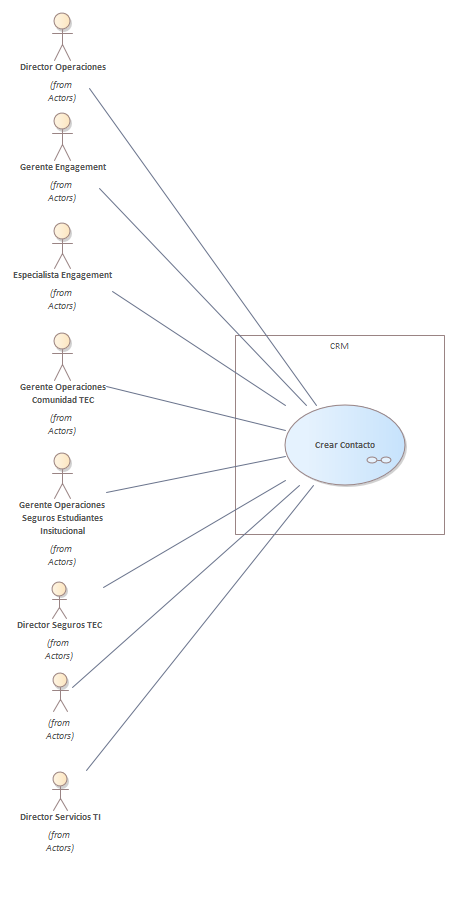 Director Operaciones
(from
Actors)
Gerente Engagement
(from
Actors)
Especialista Engagement
(from
Actors)
CRM
Gerente Operaciones
Comunidad TEC
(from
Actors)
Crear Contacto
Gerente Operaciones
Seguros Estudiantes
Insitucional
(from
Actors)
Director Seguros TEC
(from
Actors)
(from
Actors)
Director Servicios TI
(from
Actors)